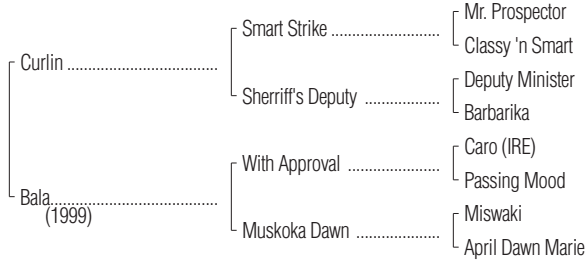 Mr. Prospector
Smart Strike ........................
Classy 'n Smart
Curlin .................................
Deputy Minister
Sherriff's Deputy ................
Barbarika
Caro (IRE)
With Approval ....................
Passing Mood
Bala.....................................
(1999)
Miswaki
Muskoka Dawn .................
April Dawn Marie